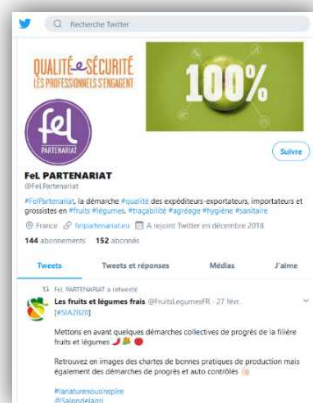 Recherche Twitter
QUALITÉ e SÉCURITÉ
LES PROFESSIONNELS S'ENGAGENT
100%
fel
PARTENARIAT
Suivre
FeL PARTENARIAT
@FeLPartenariat
#FeLPartenariat, la démarche #qualité des expéditeurs-exportateurs, importateurs et
grossistes en #fruits #légumes. #traçabilité #agréage #hygiène #sanitaire
France felpartenariat.eu A rejoint Twitter en décembre 2018
144 abonnements 152 abonnés
Tweets Tweets et réponses Médias J'aime
FeL PARTENARIAT a retweeté
Les fruits et légumes frais @FruitsLegumesFR · 27 févr.
[#SIA2020]
Mettons en avant quelques démarches collectives de progrès de la filière
fruits et légumes
Retrouvez en images des chartes de bonnes pratiques de production mais
également des démarches de progrès et auto contrôles
#lanaturenousinspire
@Salondelagri